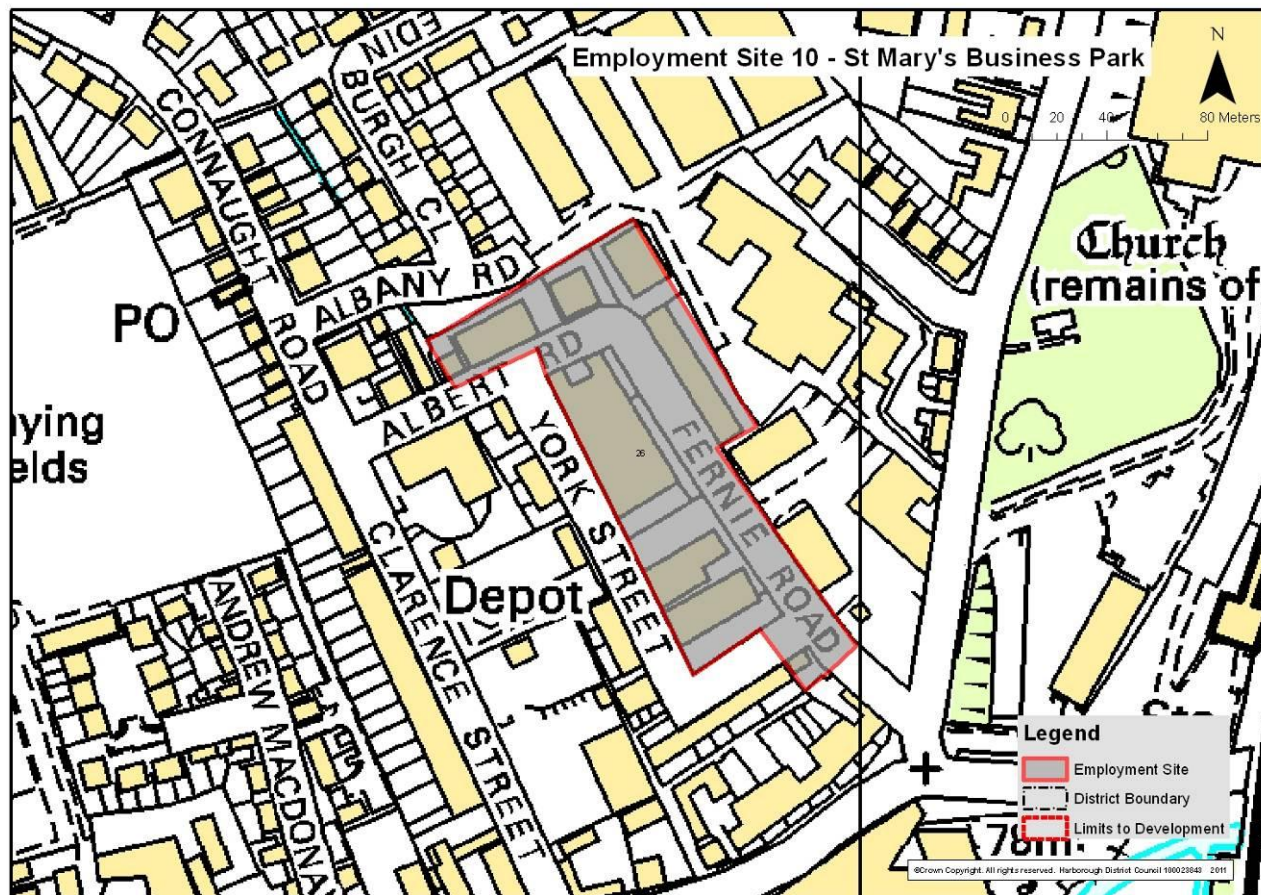 Employment Site 10 - St Mary's Business Park
N
0 20 40 80 Meters
EDIN
BURGH CL
CONNAUGHT ROAD
ALBANY RD
PO
Church
(remains of
ALBERT RD
FERNIE ROAD
YORK STREET
26
aying
elds
CLARENCE STREET
Depot
ANDREW MACDONA
Sta
78m
Legend
Employment Site
District Boundary
Limits to Development
©Crown Copyright. All rights reserved. Harborough District Council 100023843 2011